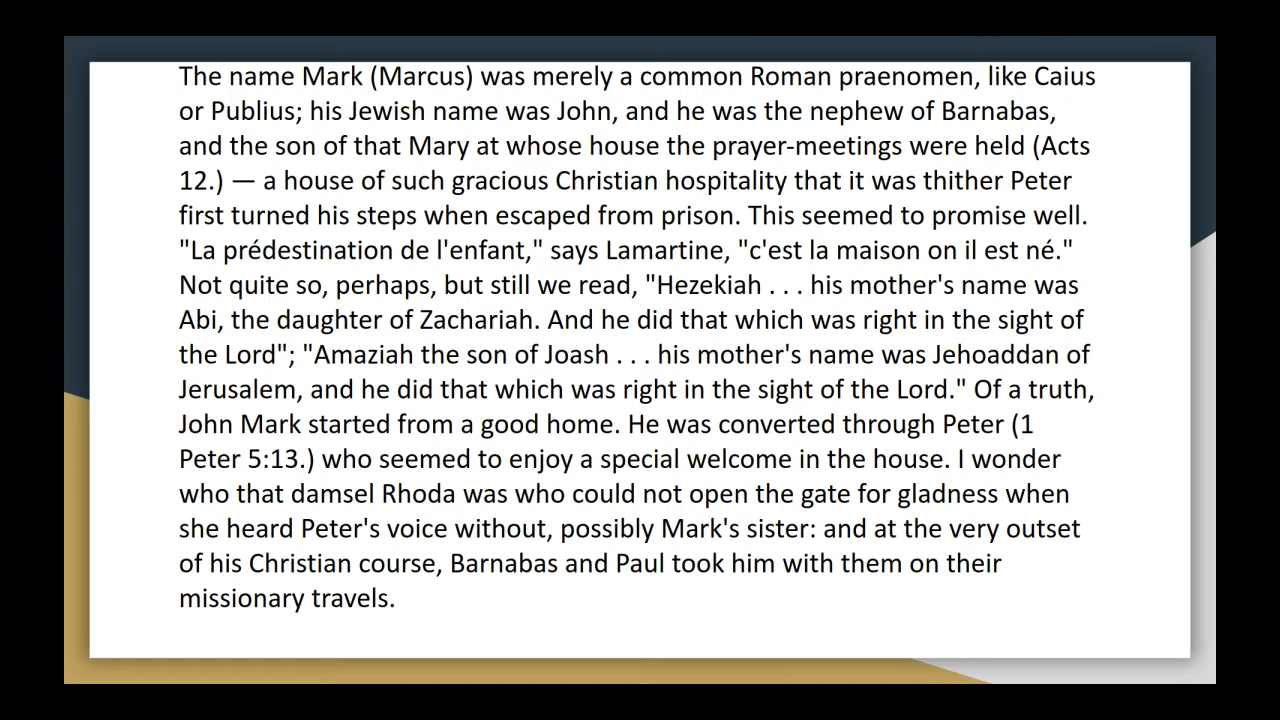 The name Mark (Marcus) was merely a common Roman praenomen, like Caius
or Publius; his Jewish name was John, and he was the nephew of Barnabas,
and the son of that Mary at whose house the prayer-meetings were held (Acts
12.) — a house of such gracious Christian hospitality that it was thither Peter
first turned his steps when escaped from prison. This seemed to promise well.
"La prédestination de l'enfant," says Lamartine, "c'est la maison on il est né."
Not quite so, perhaps, but still we read, "Hezekiah . . . his mother's name was
Abi, the daughter of Zachariah. And he did that which was right in the sight of
the Lord"; "Amaziah the son of Joash . . . his mother's name was Jehoaddan of
Jerusalem, and he did that which was right in the sight of the Lord." Of a truth,
John Mark started from a good home. He was converted through Peter (1
Peter 5:13.) who seemed to enjoy a special welcome in the house. I wonder
who that damsel Rhoda was who could not open the gate for gladness when
she heard Peter's voice without, possibly Mark's sister: and at the very outset
of his Christian course, Barnabas and Paul took him with them on their
missionary travels.